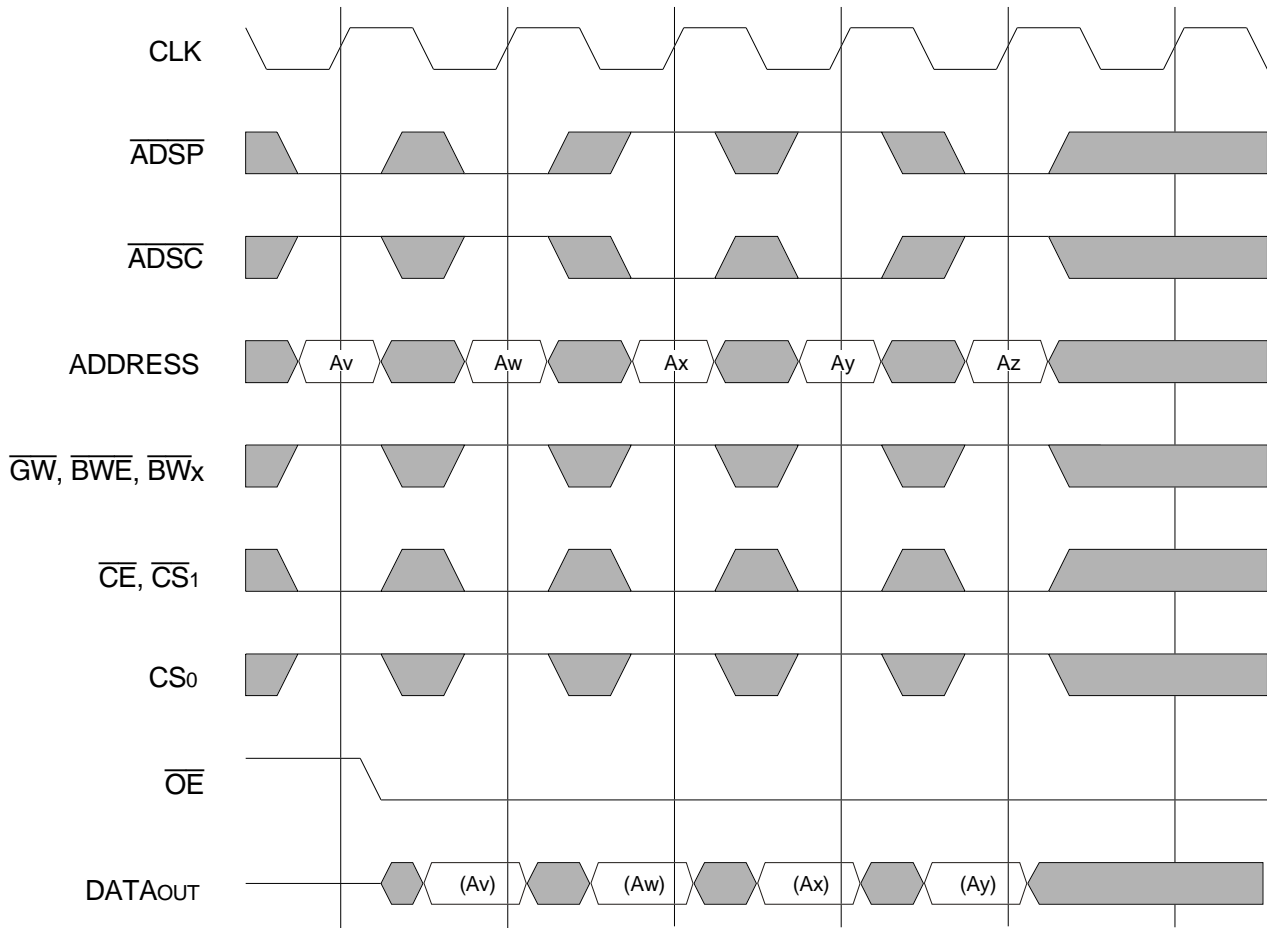 CLK
ADSP
ADSC
ADDRESS Av Aw Ax Ay Az
GW, BWE, BWx
CE, CS1
CS0
OE
DATAOUT (Av) (Aw) (Ax) (Ay)